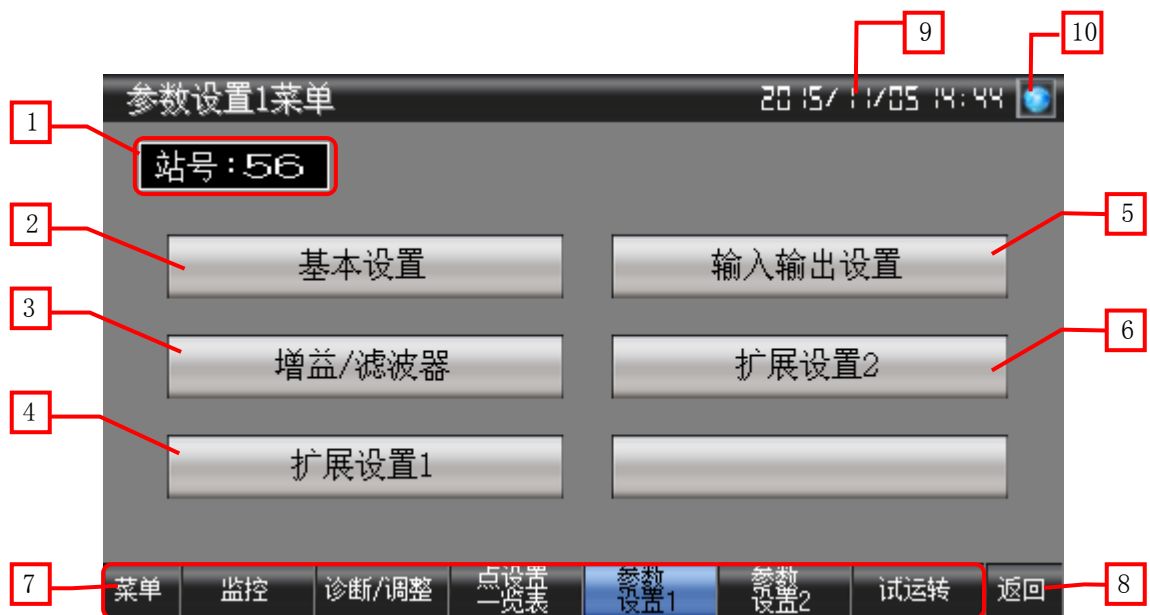 9
10
参数设置1菜单
2015/11/05 14:44
1
站号:56
2
基本设置
输入输出设置
5
3
增益/滤波器
扩展设置2
6
4
扩展设置1
7
菜单
监控
诊断/调整
点设置
一览表
参数
设置1
参数
设置2
试运转
返回
8